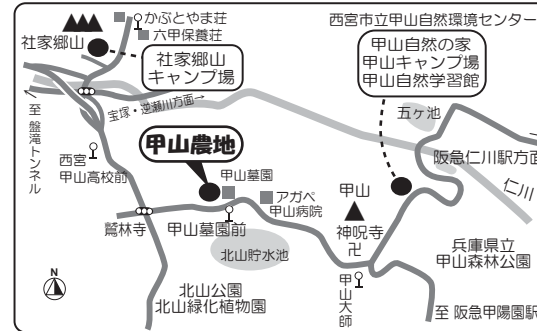 かぶとやま荘
六甲保養荘
社家郷山
社家郷山
キャンプ場
西宮市立甲山自然環境センター
甲山自然の家
甲山キャンプ場
甲山自然学習館
五ヶ池
宝塚・逆瀬川方面→
←至 盤滝トンネル
西宮
甲山高校前
甲山農地
甲山墓園
アガペ
甲山病院
甲山
神呪寺
卍
阪急仁川駅方面
仁川
鷲林寺
甲山墓園前
北山貯水池
甲山大師
兵庫県立
甲山森林公園
N
北山公園
北山緑化植物園
至 阪急甲陽園駅